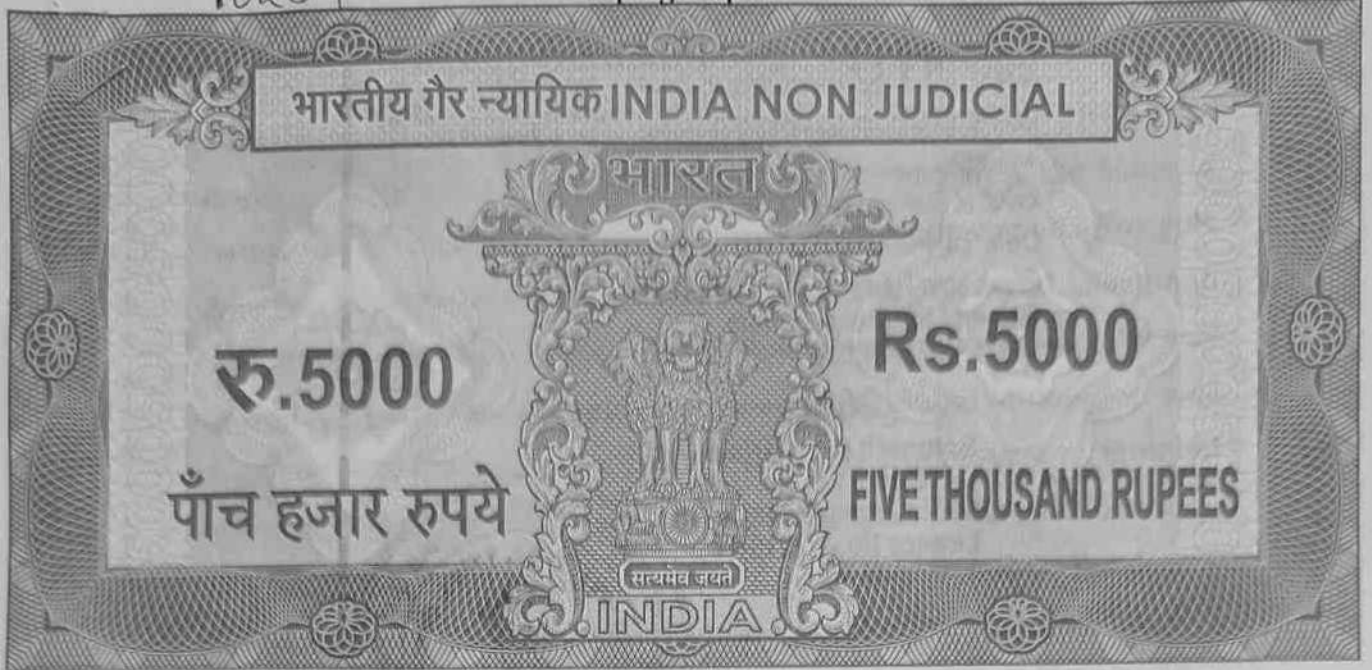 भारतीय गैर न्यायिक INDIA NON JUDICIAL
भारत
रु.5000
Rs.5000
पाँच हजार रुपये
FIVE THOUSAND RUPEES
सत्यमेव जयते
INDIA